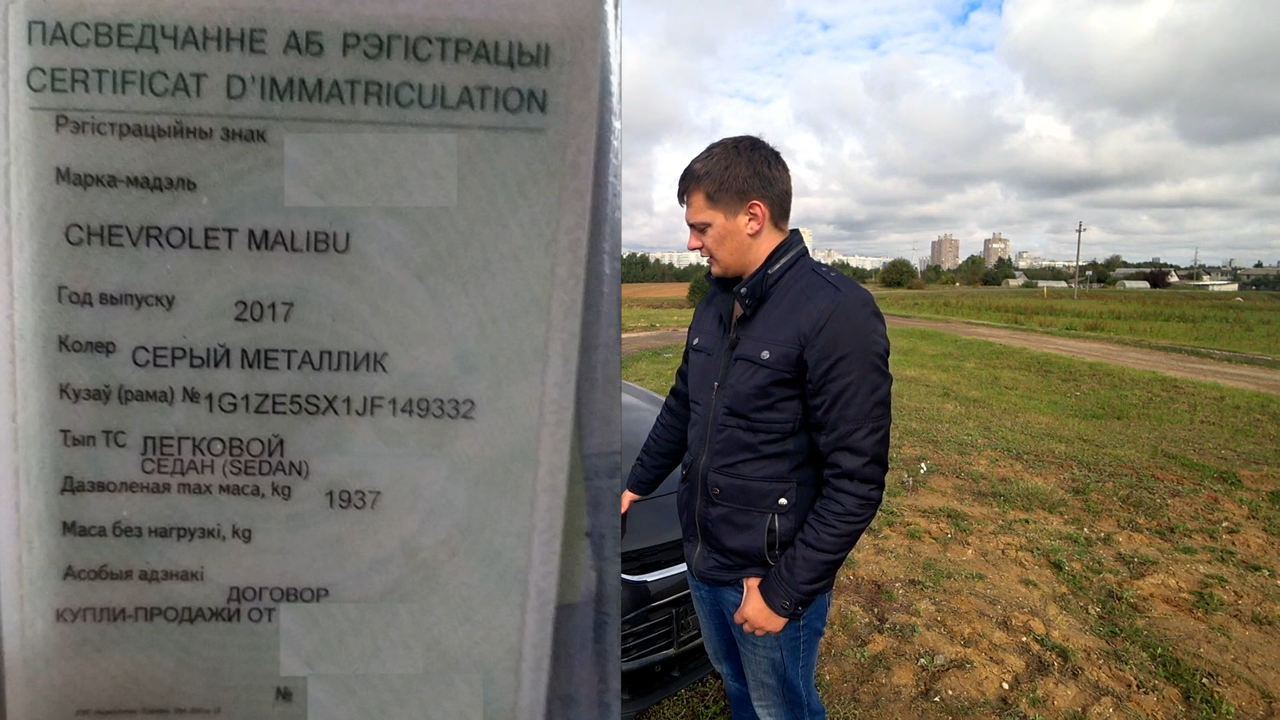 ПАСВЕДЧАННЕ АБ РЭГІСТРАЦЫІ
CERTIFICAT D'IMMATRICULATION
Рэгістрацыйны знак
Марка-мадэль
CHEVROLET MALIBU
Год выпуску 2017
Колер СЕРЫЙ МЕТАЛЛИК
Кузаў (рама) № 1G1ZE5SX1JF149332
Тып ТС ЛЕГКОВОЙ
СЕДАН (SEDAN)
Дазволеная max маса, kg 1937
Маса без нагрузкі, kg
Асобыя адзнакі ДОГОВОР
КУПЛИ-ПРОДАЖИ ОТ
№